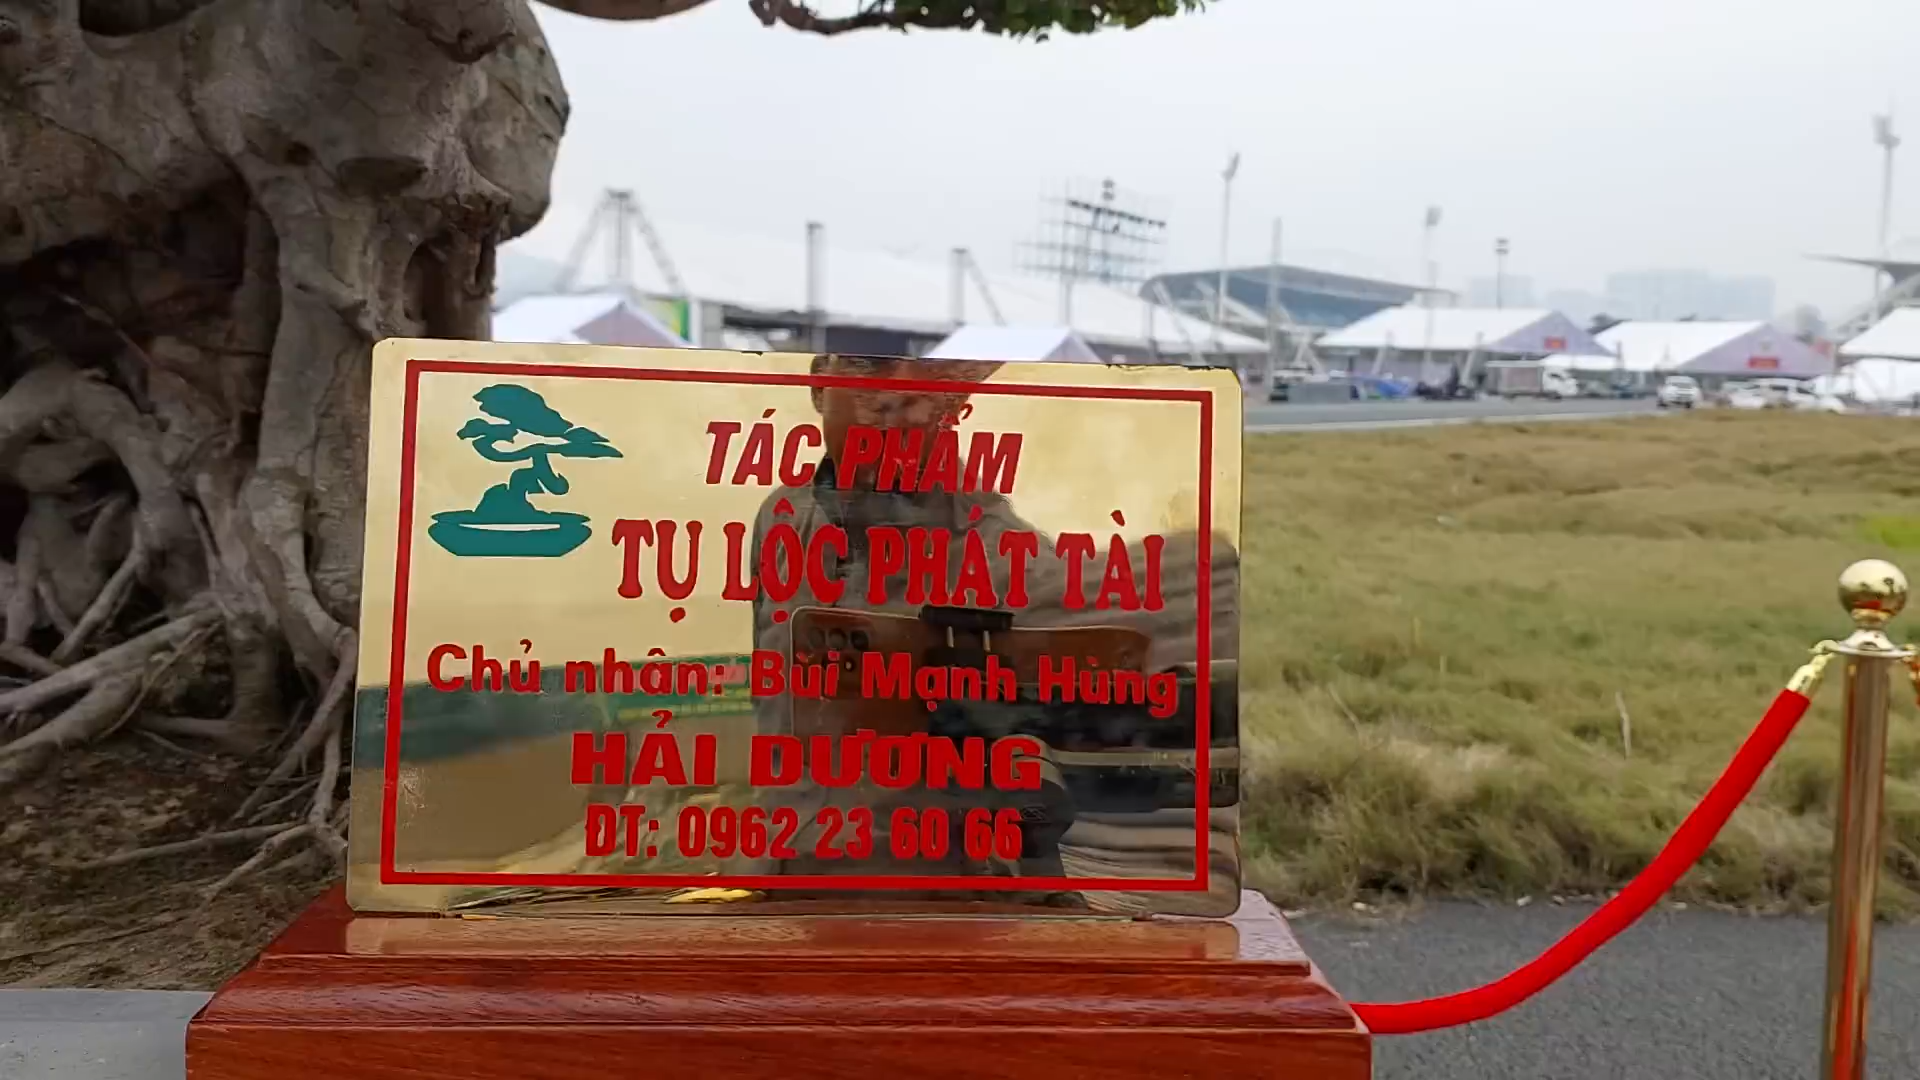 TÁC PHẨM
TỤ LỘC PHÁT TÀI
Chủ nhân: Bùi Mạnh Hùng
HẢI DƯƠNG
ĐT: 0962 23 60 66